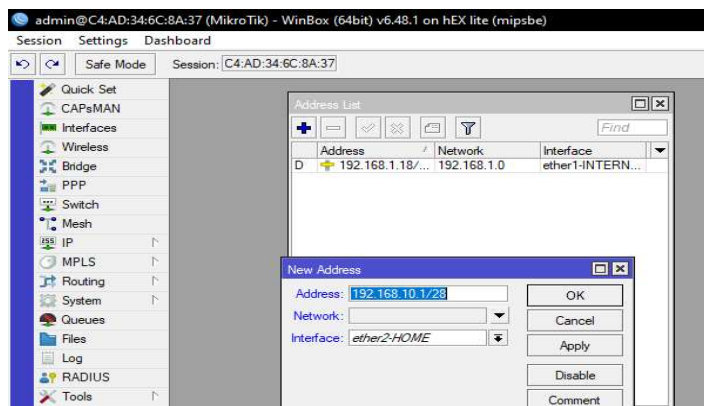 admin@C4:AD:34:6C:8A:37 (MikroTik) - WinBox (64bit) v6.48.1 on hEX lite (mipsbe)
Session Settings Dashboard
Safe Mode Session: C4:AD:34:6C:8A:37
Quick Set
CAPsMAN
Interfaces
Wireless
Bridge
PPP
Switch
Mesh
IP
MPLS
Routing
System
Queues
Files
Log
RADIUS
Tools
Address List
Find
Address Network Interface
D 192.168.1.18/... 192.168.1.0 ether1-INTERN...
New Address
Address: 192.168.10.1/28 OK
Network: Cancel
Interface: ether2-HOME Apply
Disable
Comment